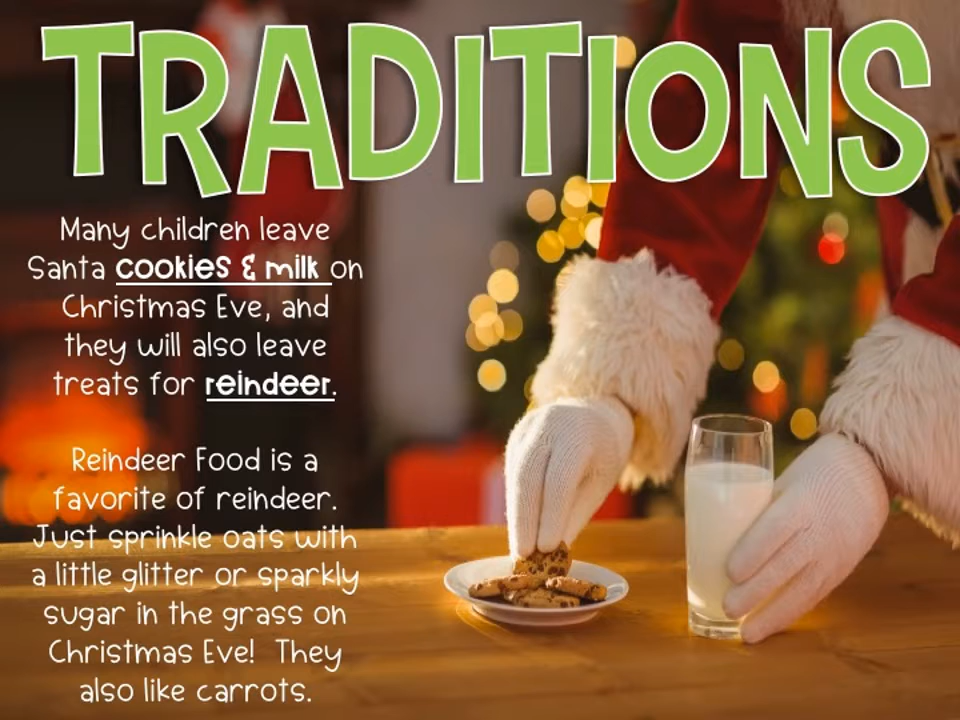 TRADITIONS
Many children leave
Santa cookies & milk on
Christmas Eve, and
they will also leave
treats for reindeer.
Reindeer Food is a
favorite of reindeer.
Just sprinkle oats with
a little glitter or sparkly
sugar in the grass on
Christmas Eve!  They
also like carrots.